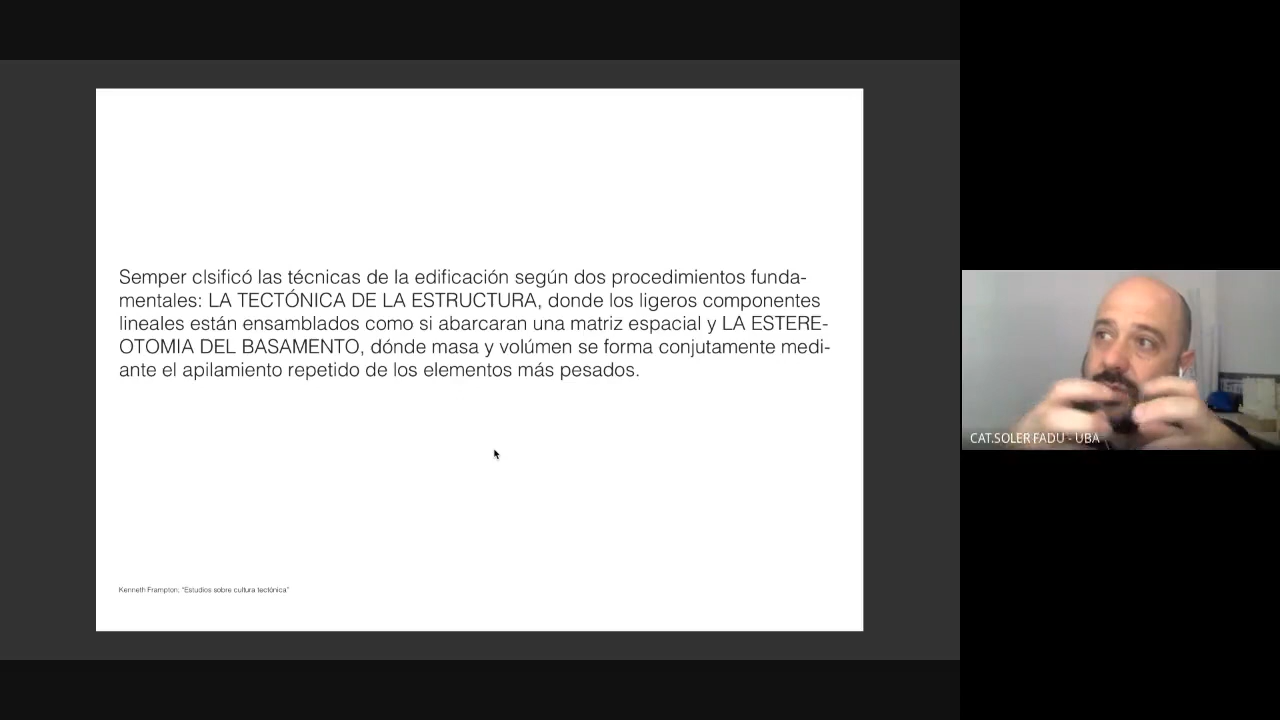 Semper clsificó las técnicas de la edificación según dos procedimientos funda-
mentales: LA TECTÓNICA DE LA ESTRUCTURA, donde los ligeros componentes
lineales están ensamblados como si abarcaran una matriz espacial y LA ESTERE-
OTOMIA DEL BASAMENTO, dónde masa y volúmen se forma conjutamente medi-
ante el apilamiento repetido de los elementos más pesados.
Kenneth Frampton; "Estudios sobre cultura tectónica"
CAT.SOLER FADU - UBA